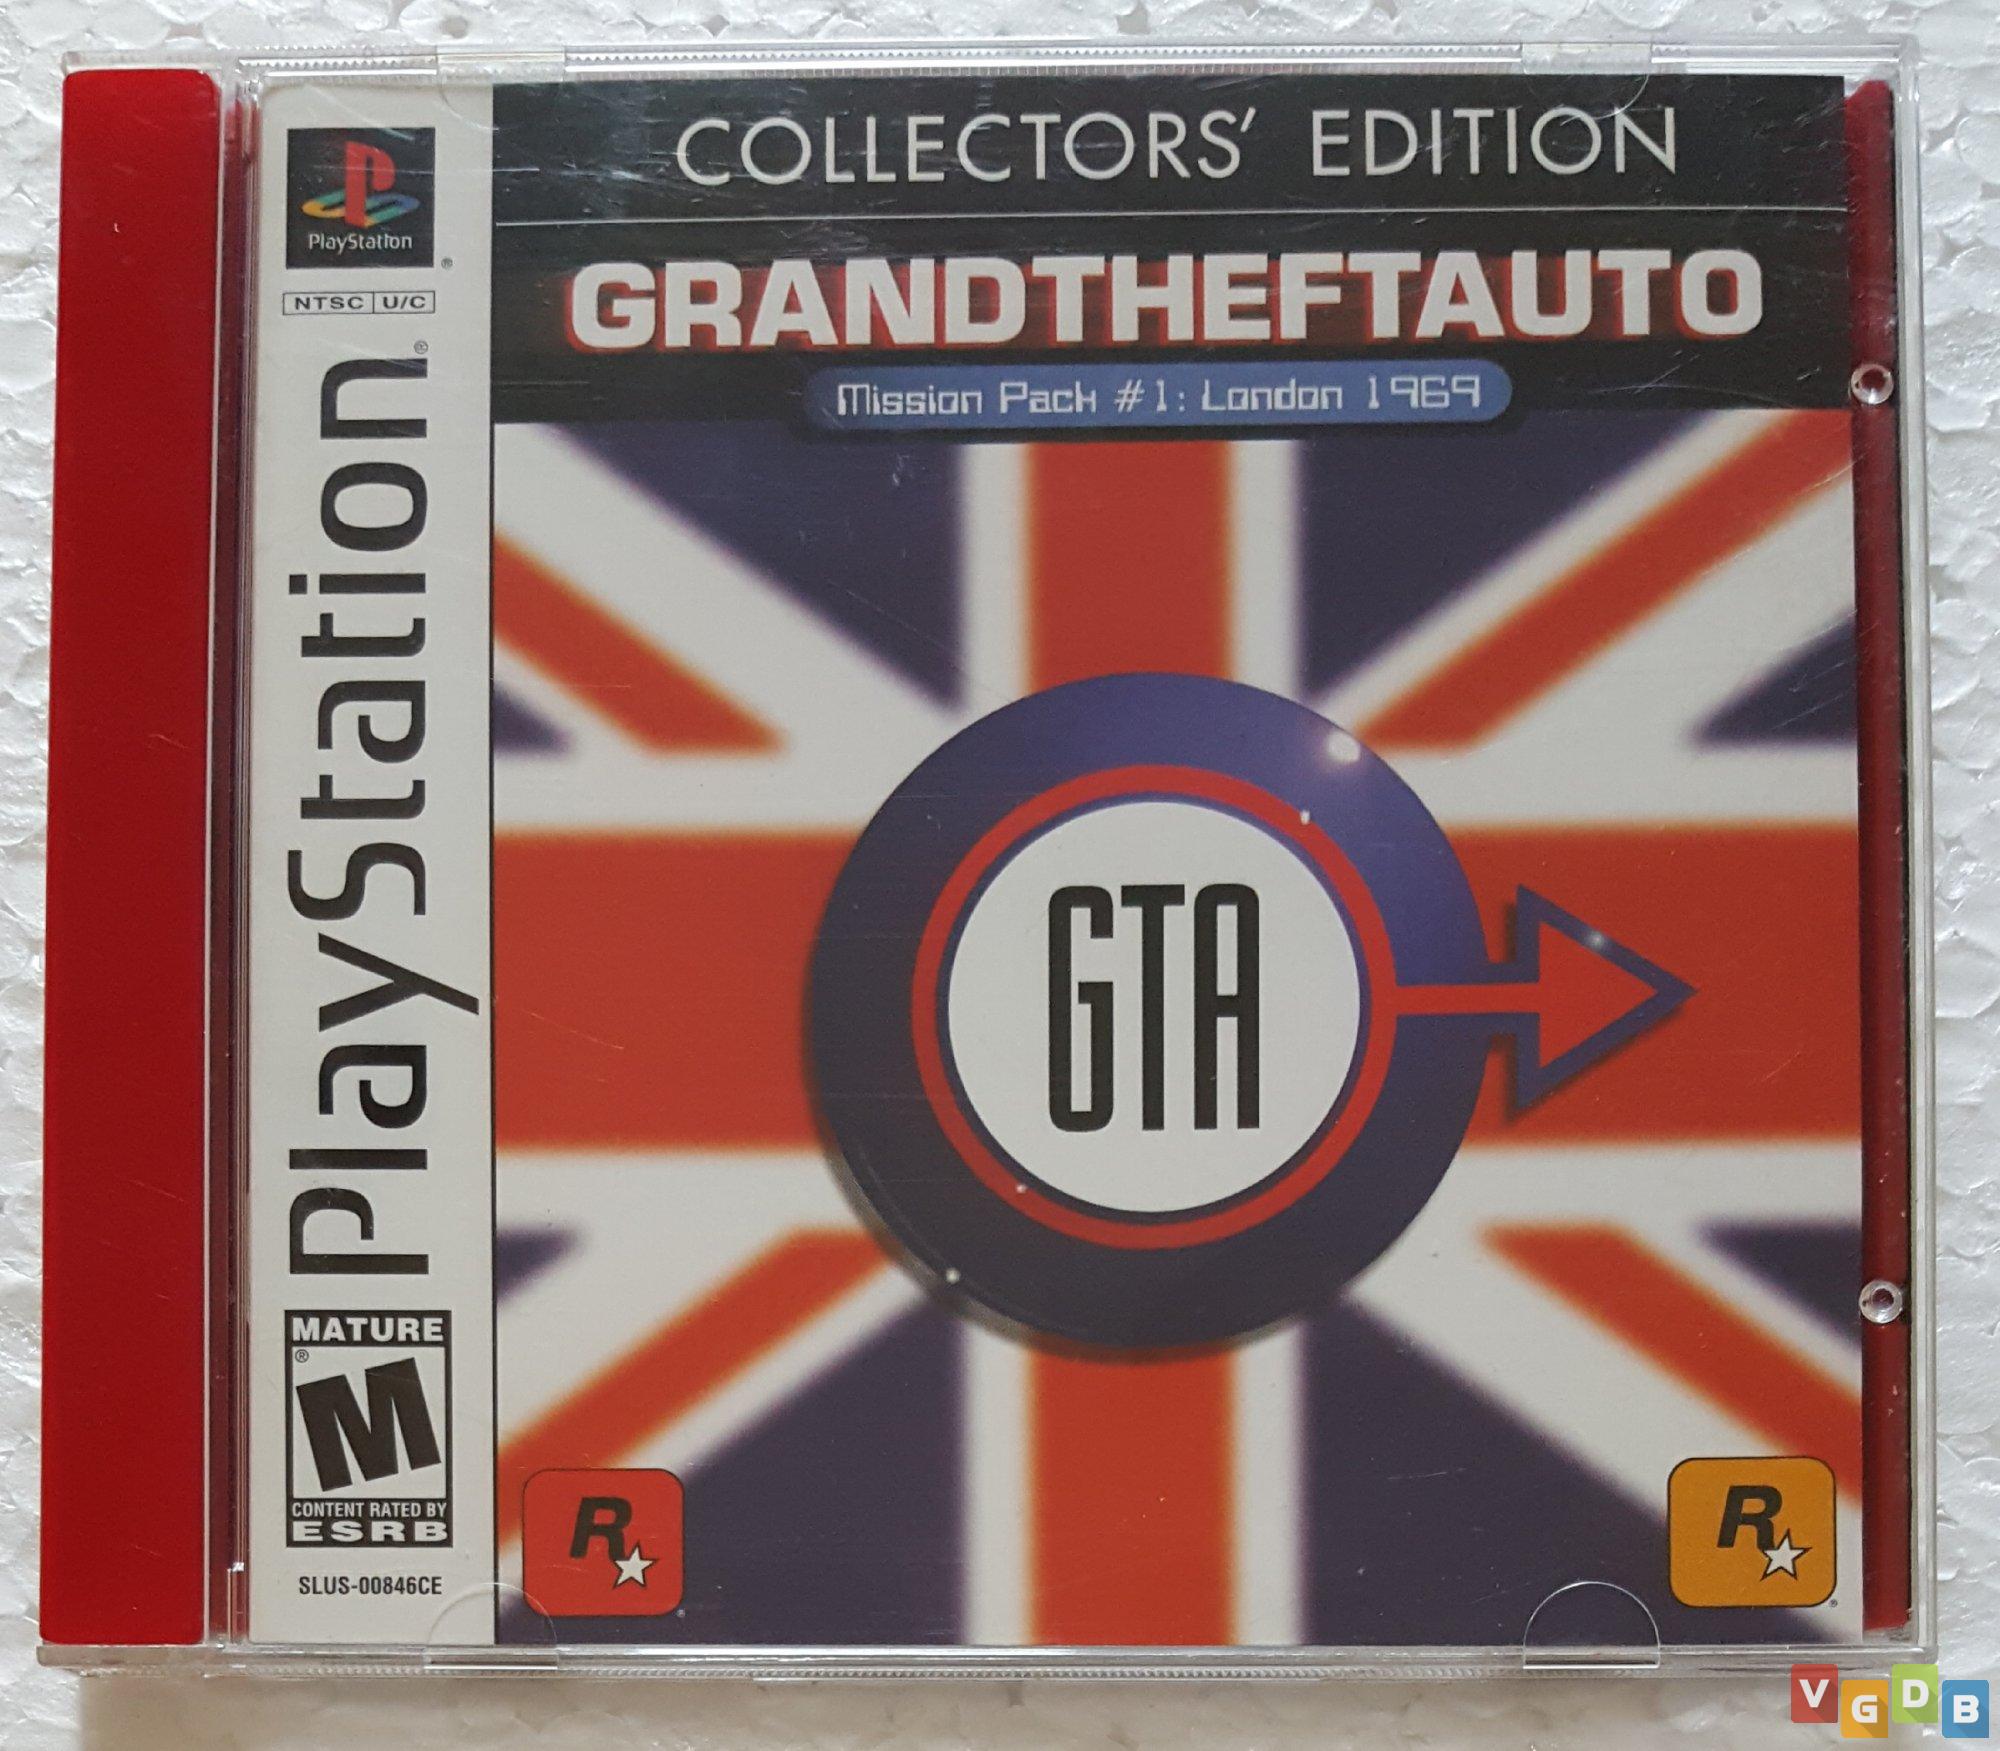 COLLECTORS' EDITION
GRANDTHEFTAUTO
Mission Pack #1: London 1969
PlayStation
®
NTSC U/C
PlayStation®
GTA
MATURE
M
®
CONTENT RATED BY
ESRB
SLUS-00846CE
R
®
R
®
VGDB